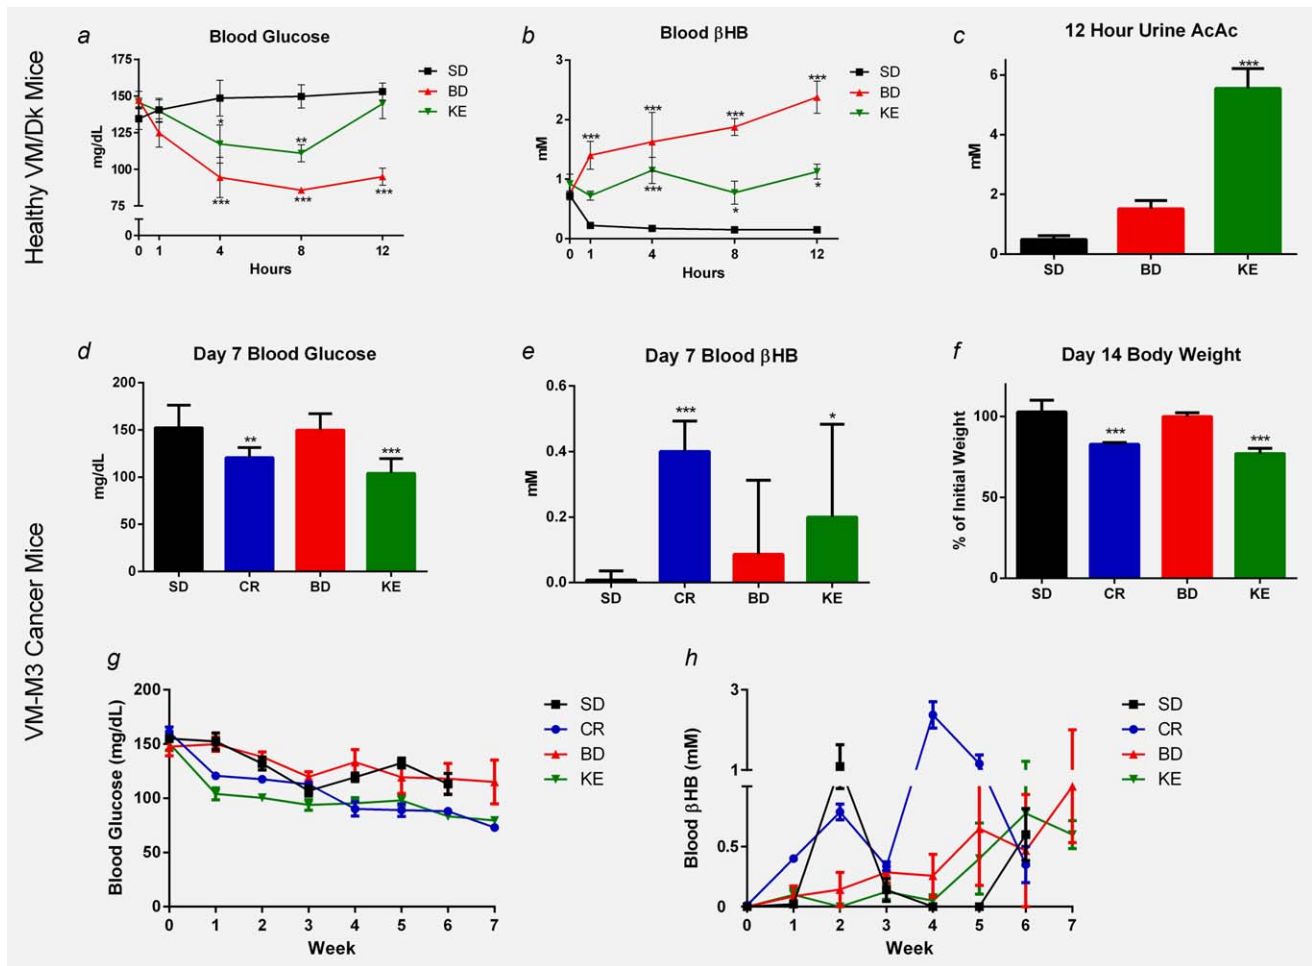 Healthy VM/Dk Mice
a
Blood Glucose
175
150
125
100
75
0
mg/dL
0 1 4 8 12
Hours
SD
BD
KE
*
**
***
***
***
b
Blood βHB
3
2
1
0
mM
0 1 4 8 12
Hours
SD
BD
KE
***
***
***
***
***
*
*
c
12 Hour Urine AcAc
6
4
2
0
mM
***
SD BD KE
VM-M3 Cancer Mice
d
Day 7 Blood Glucose
200
150
100
50
0
mg/dL
**
***
SD CR BD KE
e
Day 7 Blood βHB
0.6
0.4
0.2
0.0
mM
***
*
SD CR BD KE
f
Day 14 Body Weight
100
50
0
% of Initial Weight
***
***
SD CR BD KE
g
200
150
100
50
0
Blood Glucose (mg/dL)
0 1 2 3 4 5 6 7
Week
SD
CR
BD
KE
h
3
1
0.5
0
Blood βHB (mM)
0 1 2 3 4 5 6 7
Week
SD
CR
BD
KE